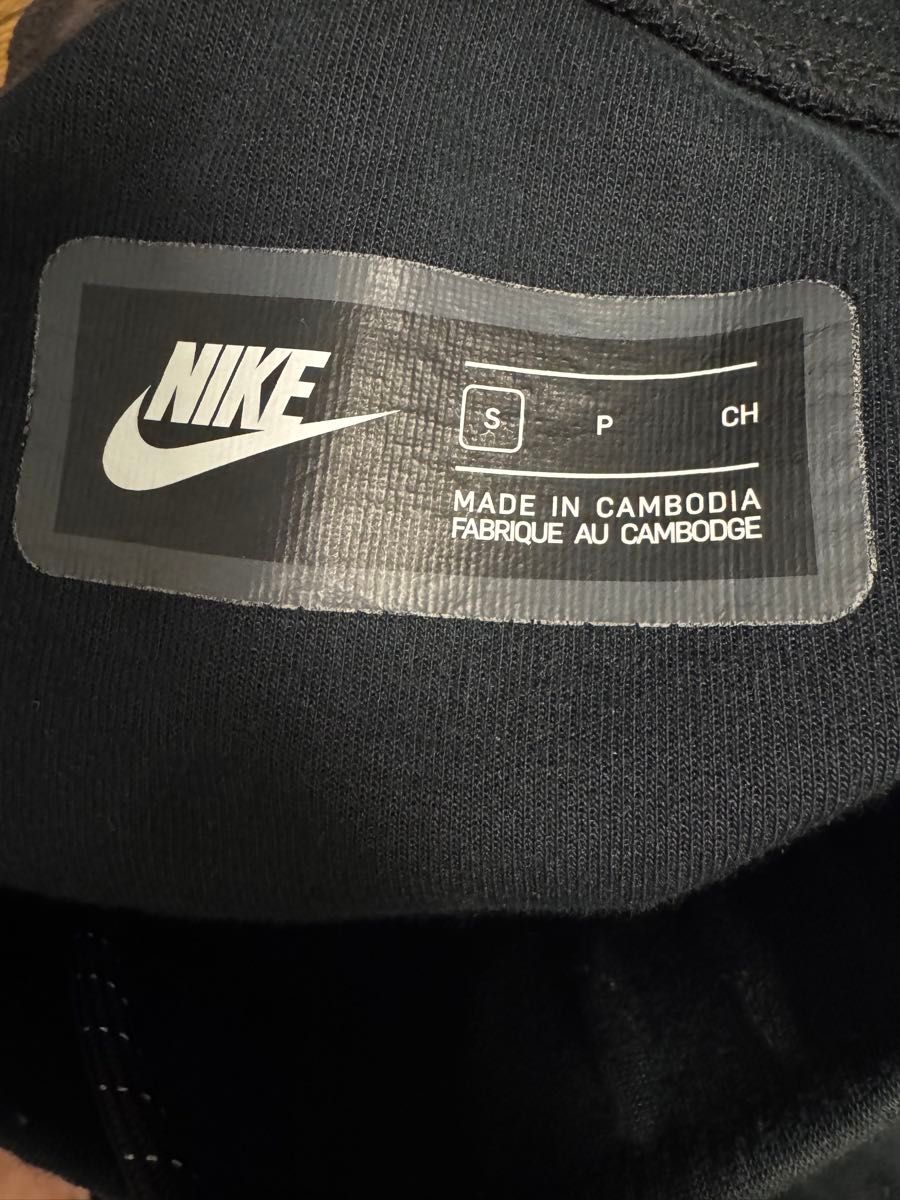 NIKE
S P CH
MADE IN CAMBODIA
FABRIQUE AU CAMBODGE